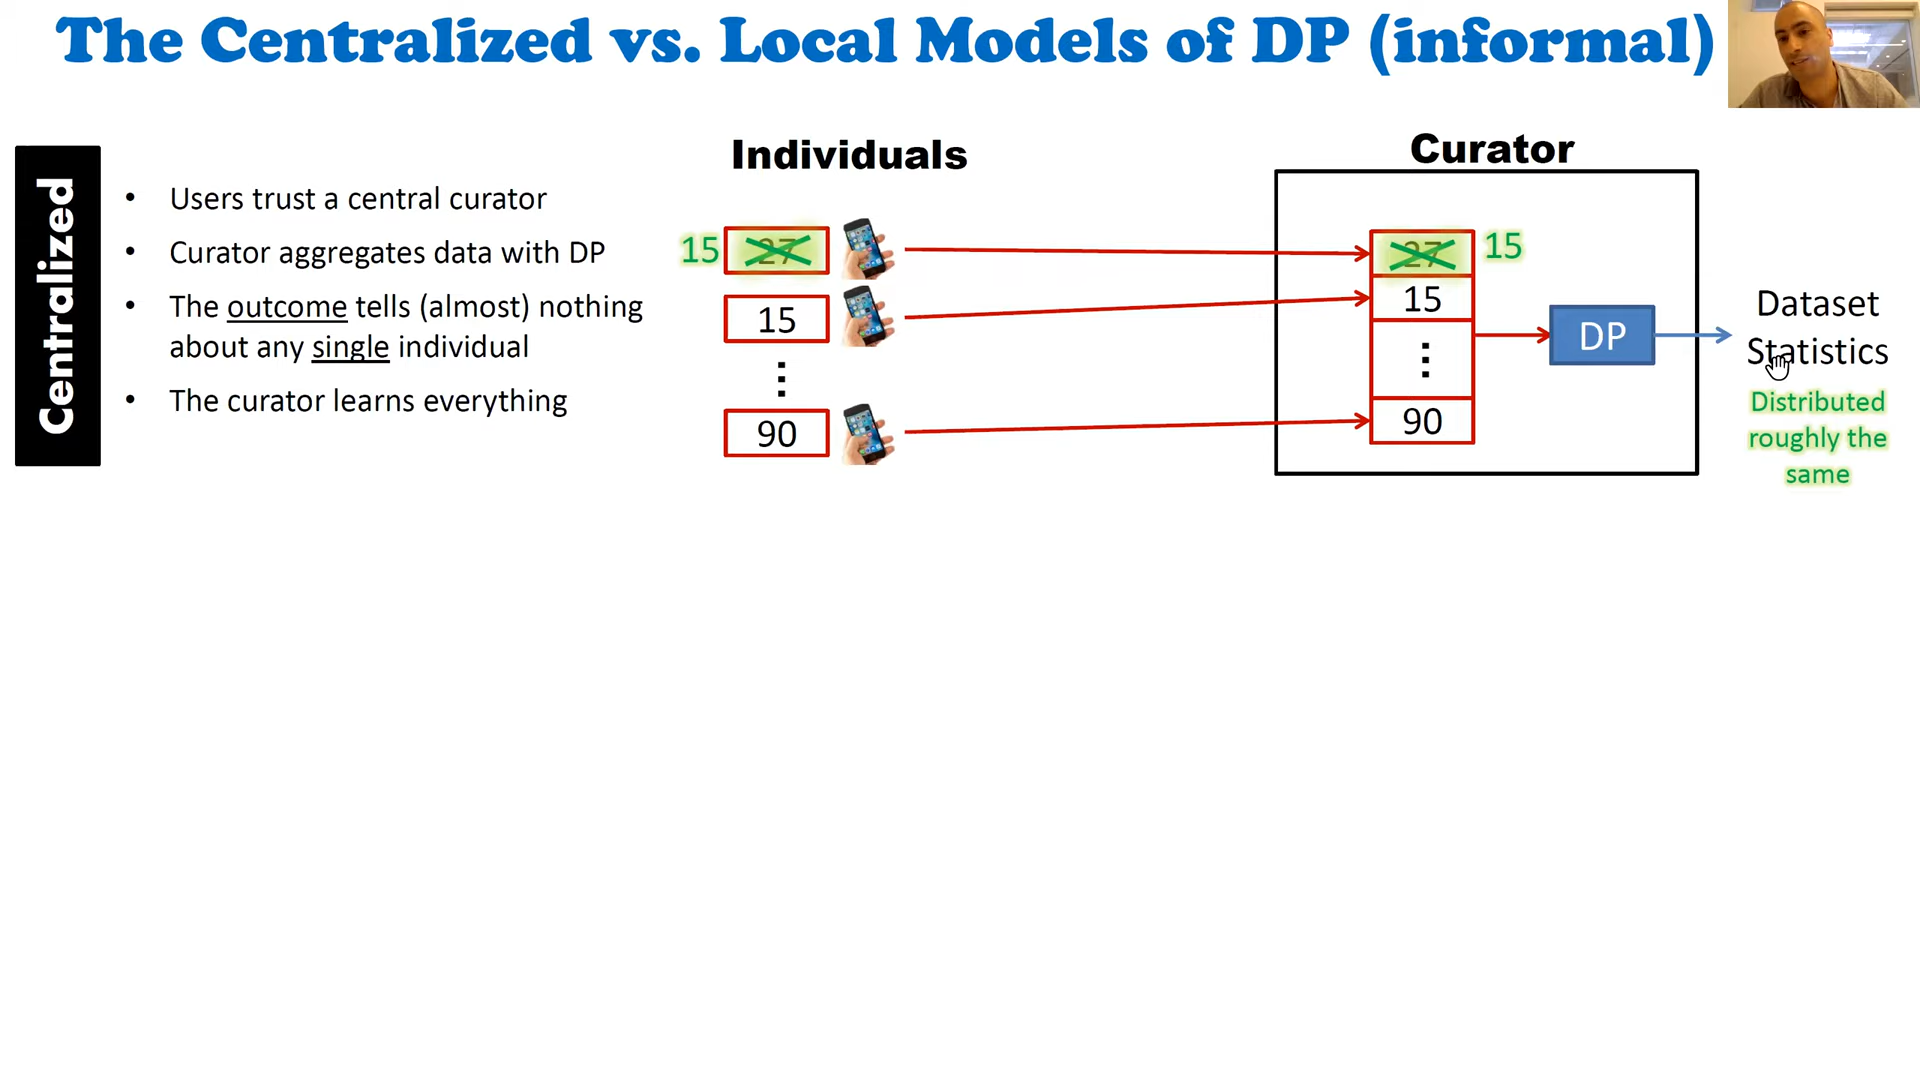 The Centralized vs. Local Models of DP (informal)
Centralized
• Users trust a central curator
• Curator aggregates data with DP
• The outcome tells (almost) nothing
about any single individual
• The curator learns everything
Individuals
15 27
15
⋮
90
Curator
27 15
15
⋮
90
DP
Dataset
Statistics
Distributed
roughly the
same